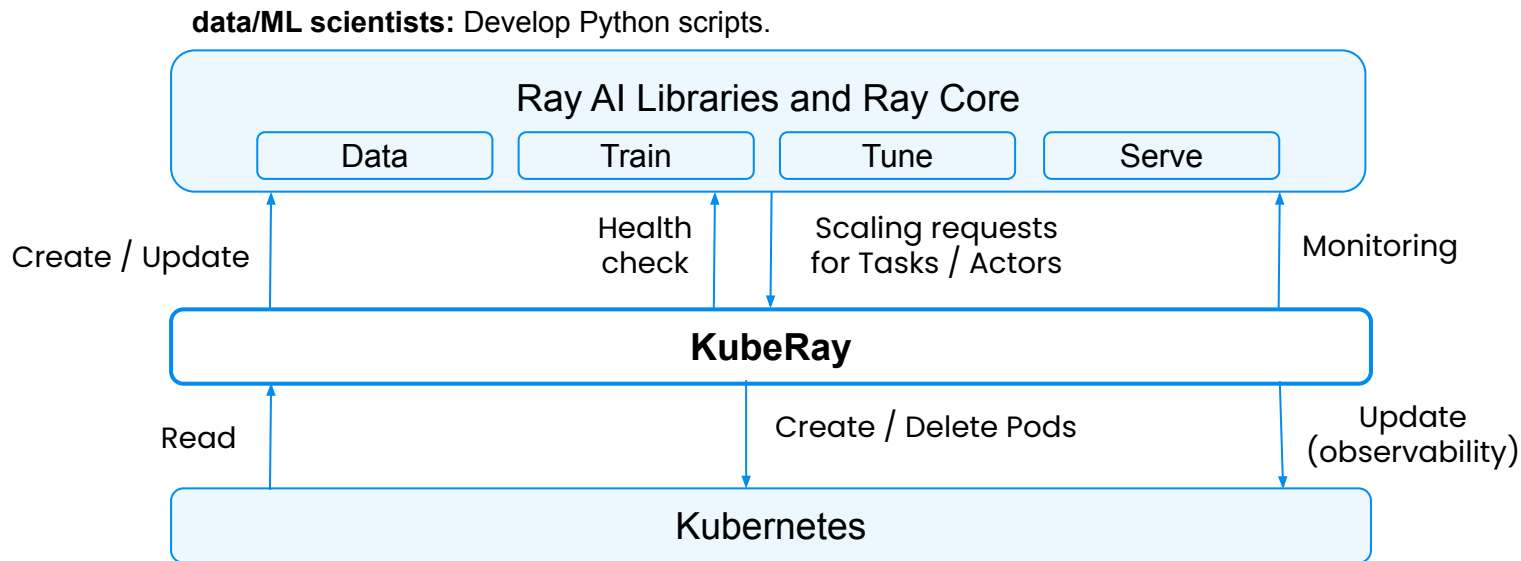 data/ML scientists: Develop Python scripts.
Ray AI Libraries and Ray Core
Data
Train
Tune
Serve
Create / Update
Health
check
Scaling requests
for Tasks / Actors
Monitoring
KubeRay
Read
Create / Delete Pods
Update
(observability)
Kubernetes